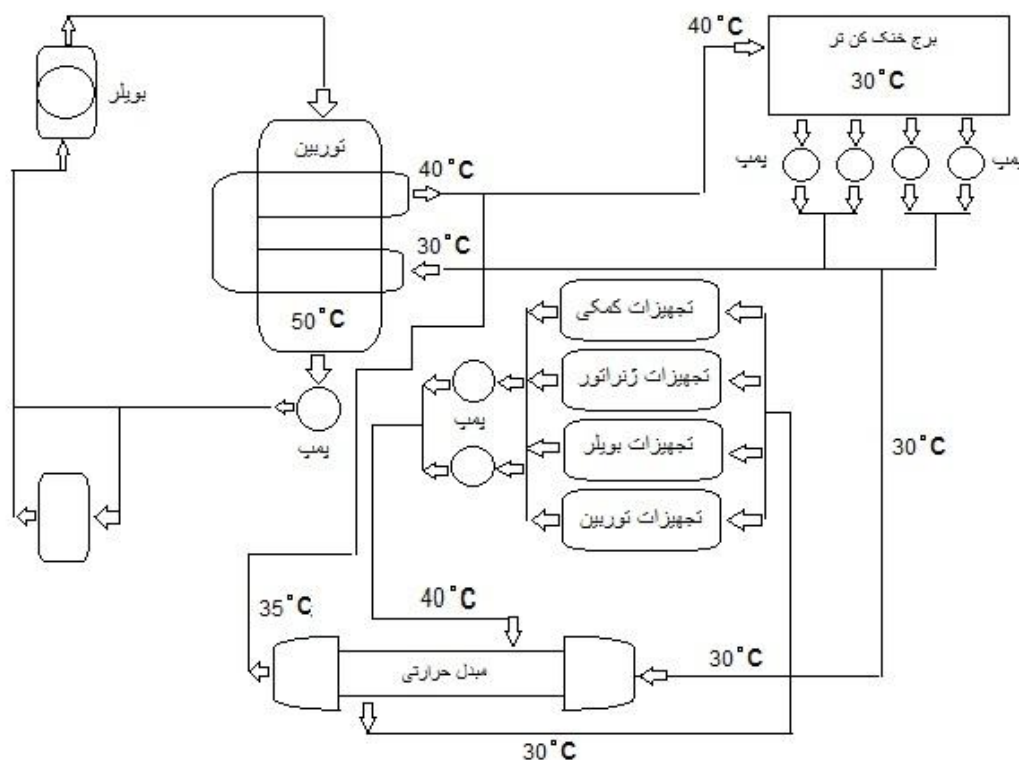 40°C
برج خنک کن تر
30°C
بویلر
توربین
پمپ
پمپ
40°C
30°C
تجهیزات کمکی
50°C
تجهیزات ژنراتور
پمپ
پمپ
تجهیزات بویلر
30°C
تجهیزات توربین
35°C
40°C
مبدل حرارتی
30°C
30°C